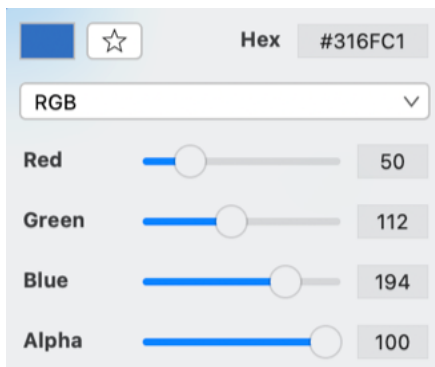 Hex #316FC1
RGB
Red 50
Green 112
Blue 194
Alpha 100